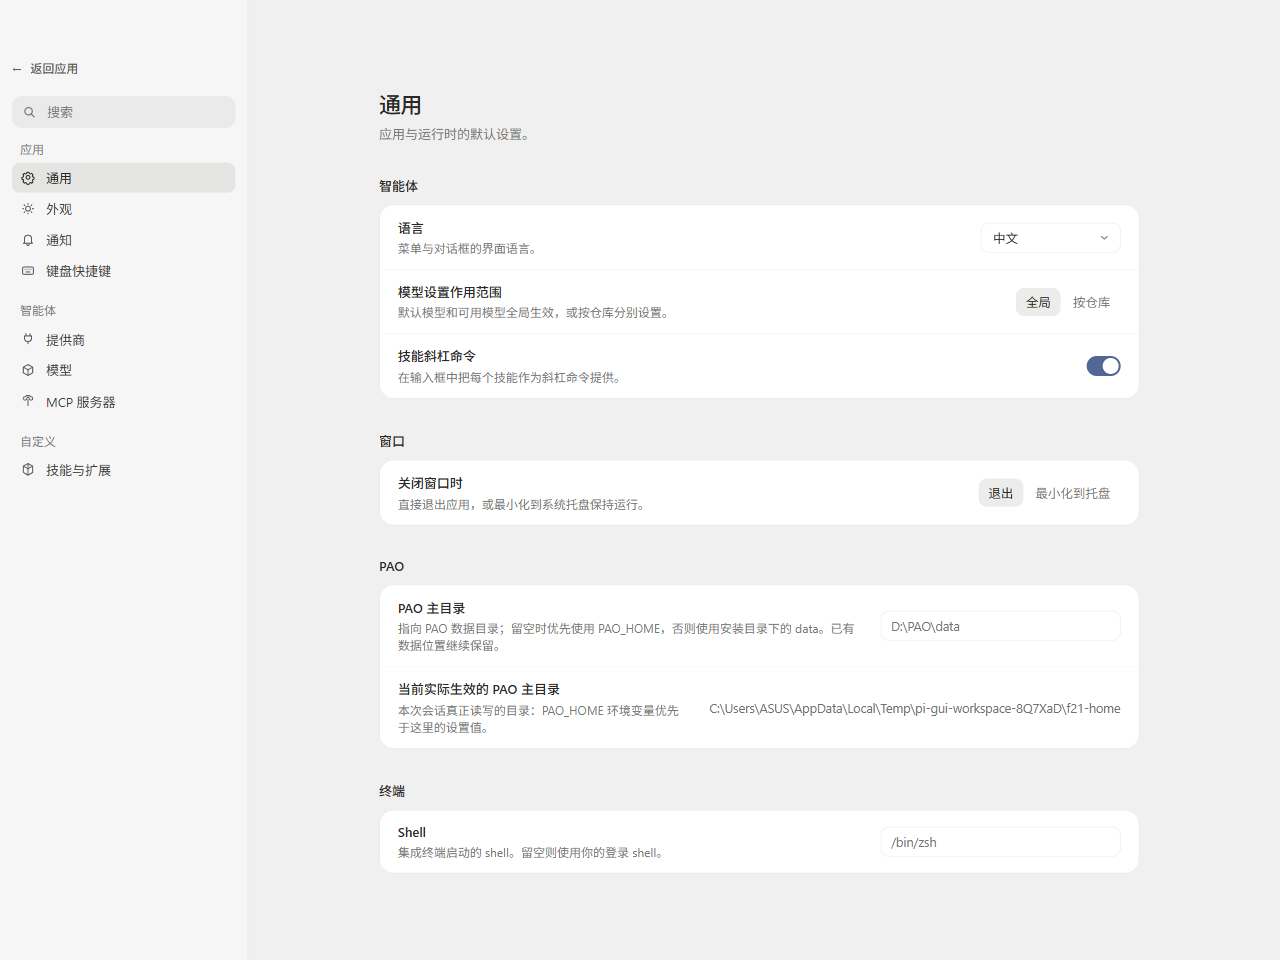 ← 返回应用
搜索
应用
通用
外观
通知
键盘快捷键
智能体
提供商
模型
MCP 服务器
自定义
技能与扩展
通用
应用与运行时的默认设置。
智能体
语言
菜单与对话框的界面语言。
中文
模型设置作用范围
默认模型和可用模型全局生效，或按仓库分别设置。
全局 按仓库
技能斜杠命令
在输入框中把每个技能作为斜杠命令提供。
窗口
关闭窗口时
直接退出应用，或最小化到系统托盘保持运行。
退出 最小化到托盘
PAO
PAO 主目录
指向 PAO 数据目录；留空时优先使用 PAO_HOME，否则使用安装目录下的 data。已有
数据位置继续保留。
D:\PAO\data
当前实际生效的 PAO 主目录
本次会话真正读写的目录：PAO_HOME 环境变量优先
于这里的设置值。
C:\Users\ASUS\AppData\Local\Temp\pi-gui-workspace-8Q7XaD\f21-home
终端
Shell
集成终端启动的 shell。留空则使用你的登录 shell。
/bin/zsh